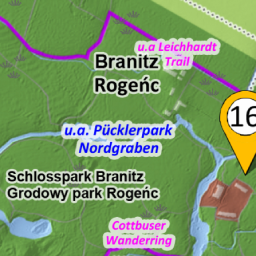 u.a Leichhardt
Trail
Branitz
Rogeńc
16
u.a. Pücklerpark
Nordgraben
Schlosspark Branitz
Grodowy park Rogeńc
Cottbuser
Wanderring